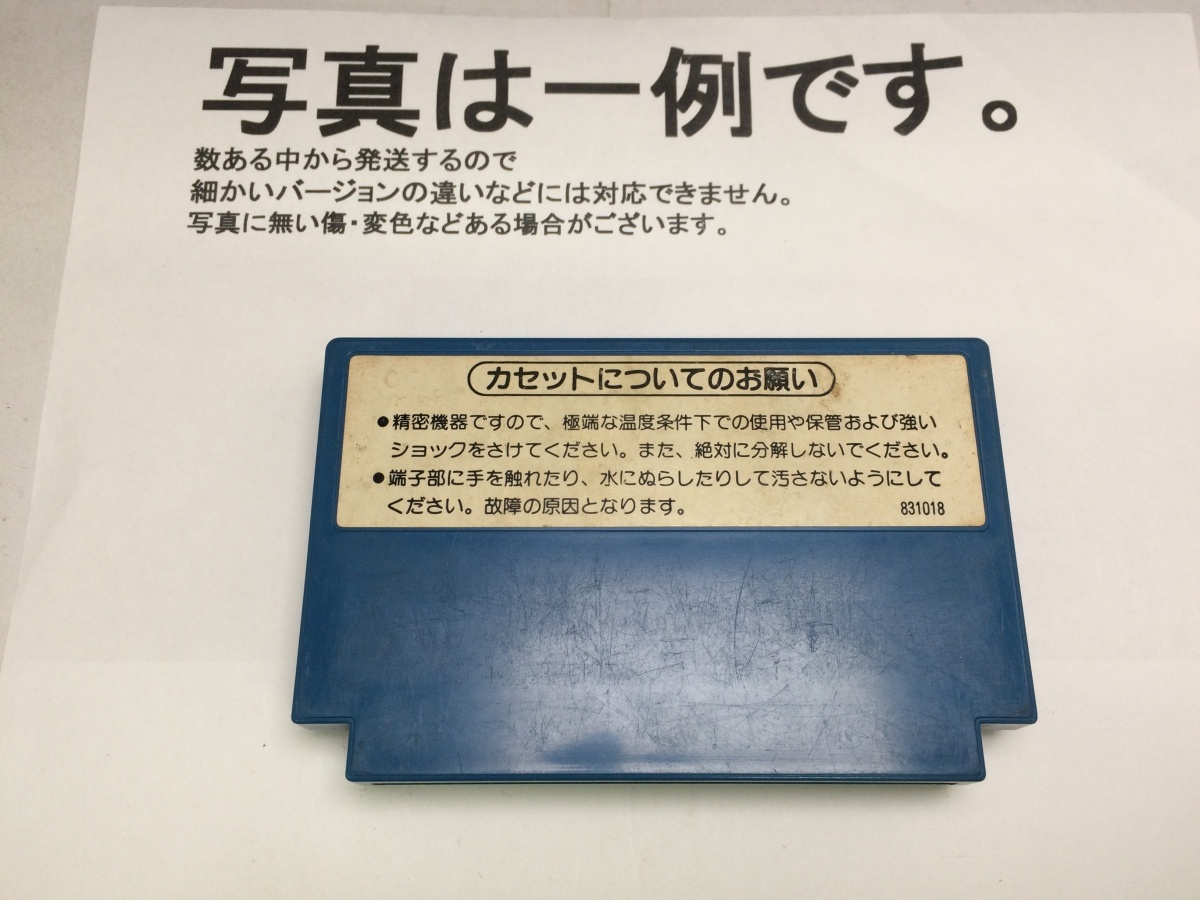 写真は一例です。
数ある中から発送するので
細かいバージョンの違いなどには対応できません。
写真に無い傷・変色などある場合がございます。
カセットについてのお願い
●精密機器ですので、極端な温度条件下での使用や保管および強い
ショックをさけてください。また、絶対に分解しないでください。
●端子部に手を触れたり、水にぬらしたりして汚さないようにして
ください。故障の原因となります。
831018